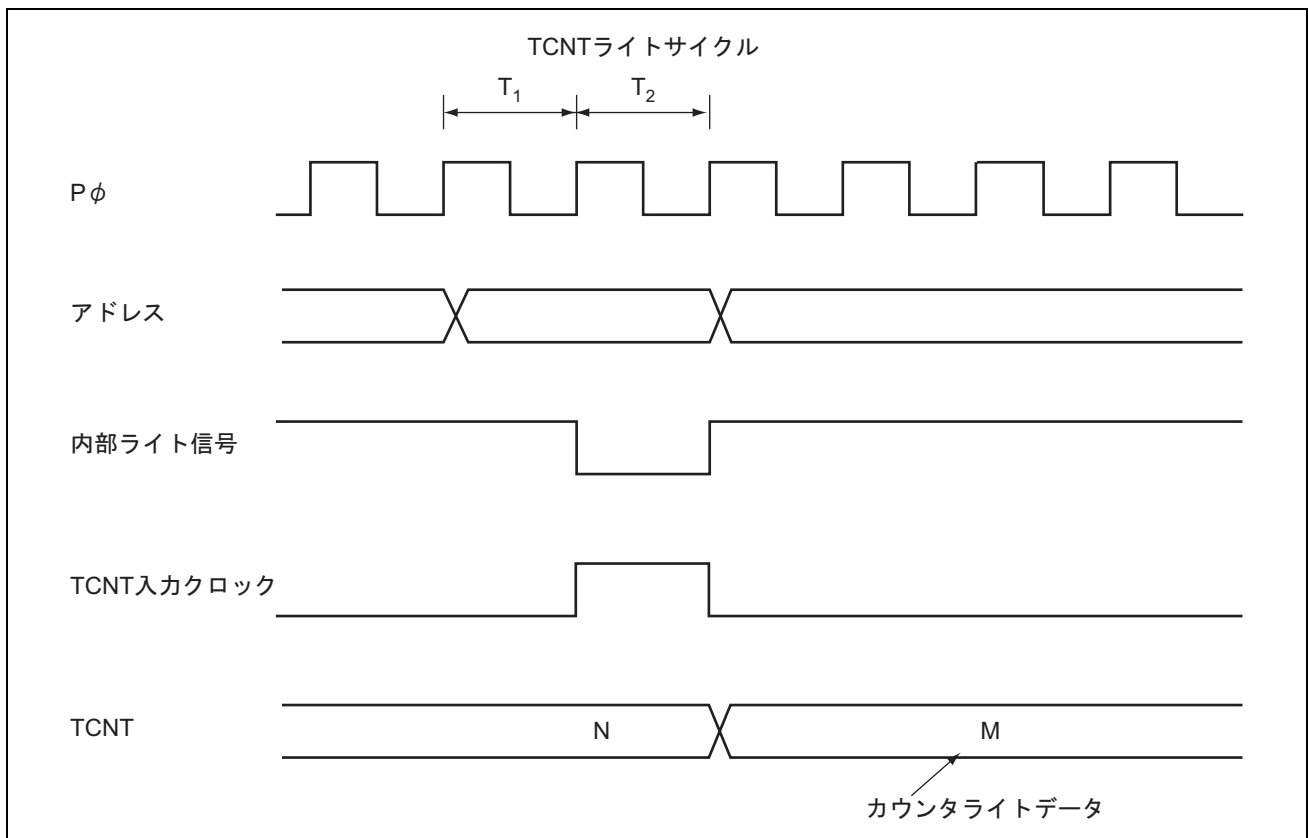 TCNTライトサイクル
T1 T2
Pφ
アドレス
内部ライト信号
TCNT入力クロック
TCNT N M
カウンタライトデータ